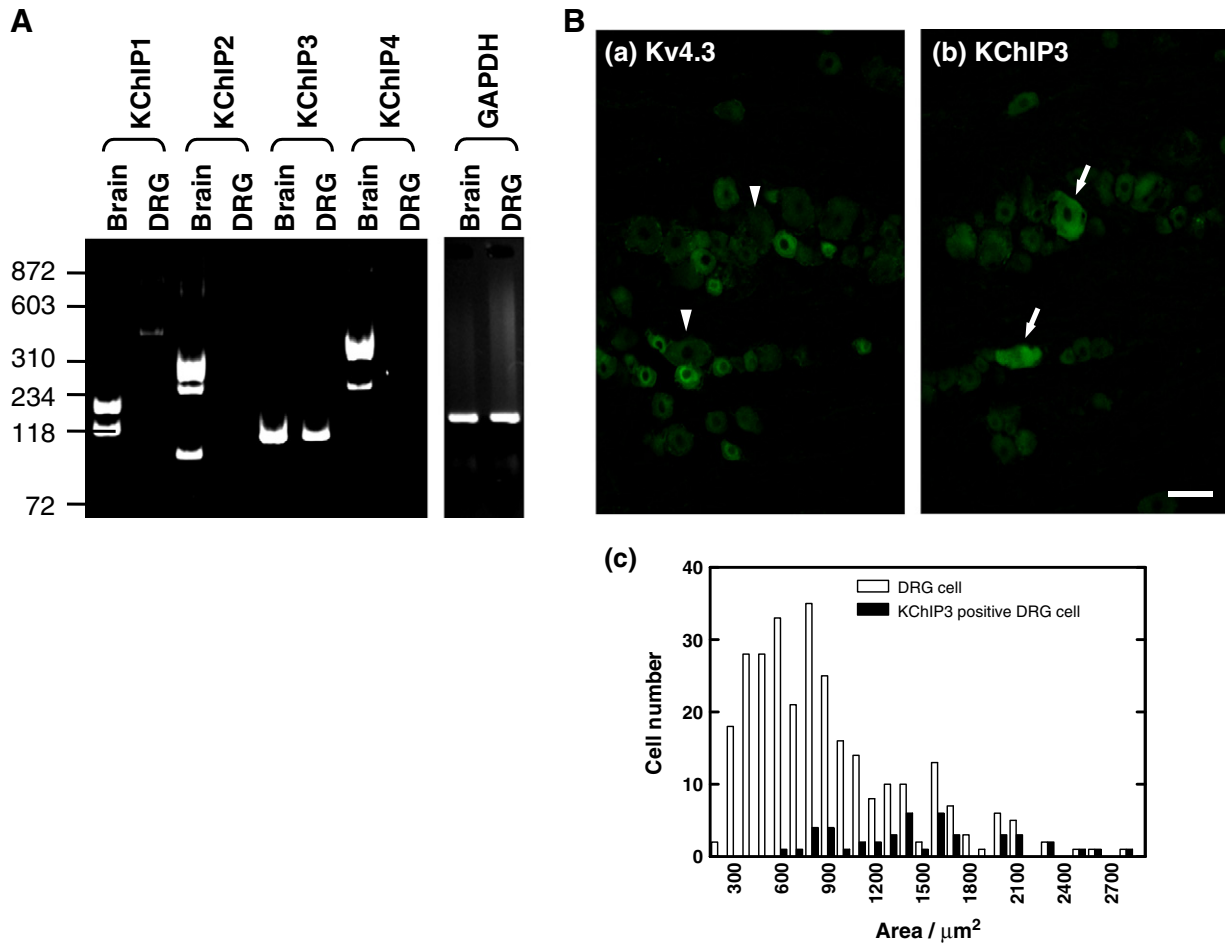 A
KChIP1
KChIP2
KChIP3
KChIP4
GAPDH
Brain
DRG
Brain
DRG
Brain
DRG
Brain
DRG
Brain
DRG
872
603
310
234
118
72
B
(a) Kv4.3
(b) KChIP3
(c)
40
30
20
10
0
Cell number
DRG cell
KChIP3 positive DRG cell
300
600
900
1200
1500
1800
2100
2400
2700
Area / μm²